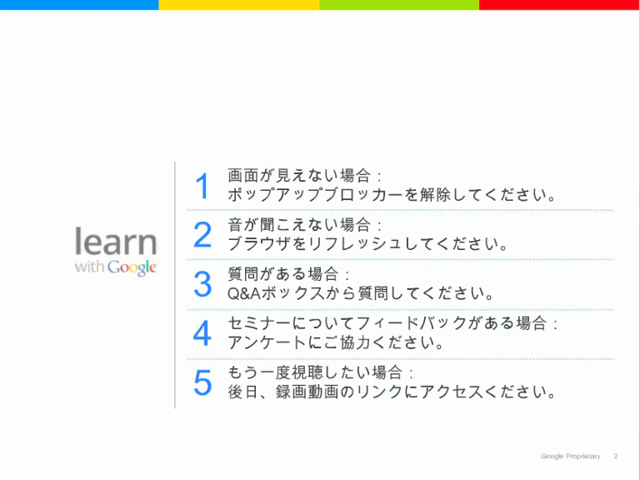 learn
with Google
1 画面が見えない場合：
ポップアップブロッカーを解除してください。
2 音が聞こえない場合：
ブラウザをリフレッシュしてください。
3 質問がある場合：
Q&Aボックスから質問してください。
4 セミナーについてフィードバックがある場合：
アンケートにご協力ください。
5 もう一度視聴したい場合：
後日、録画動画のリンクにアクセスください。
Google Proprietary 2